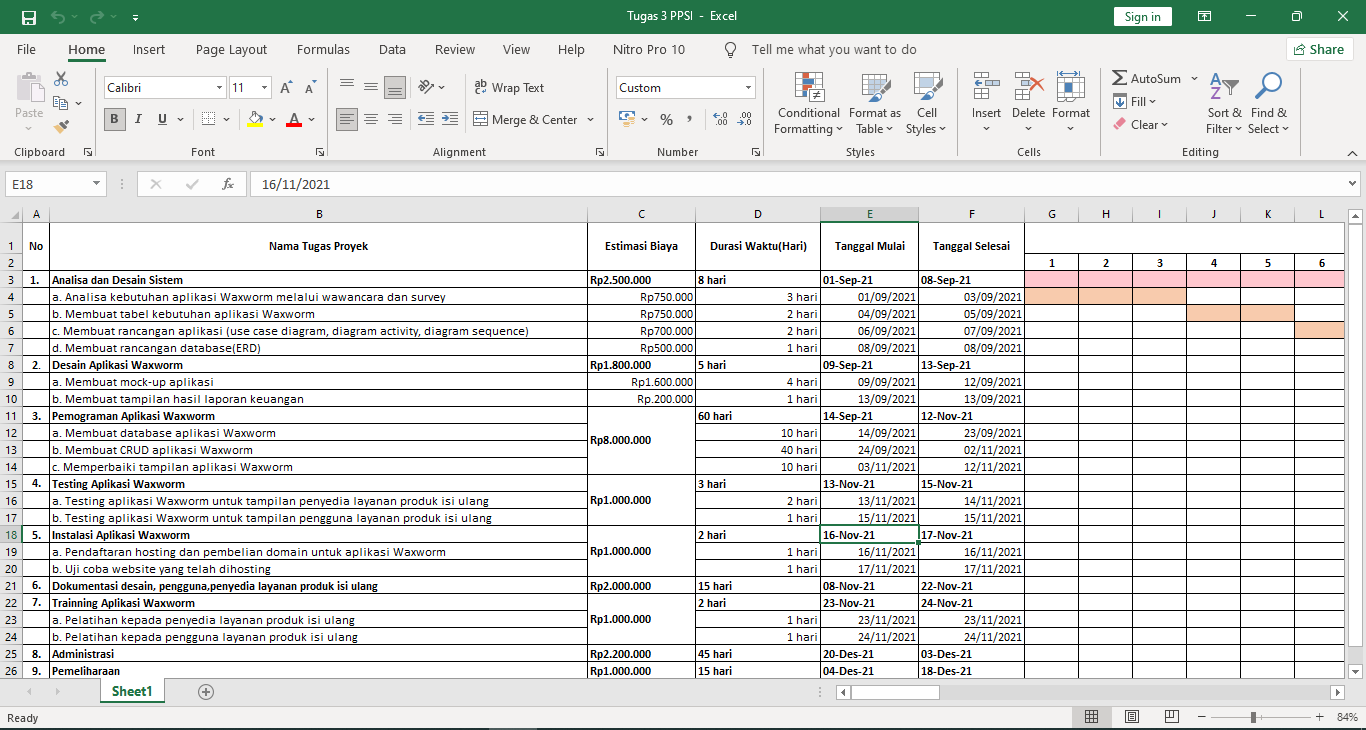 Tugas 3 PPSI - Excel
Sign in
File Home Insert Page Layout Formulas Data Review View Help Nitro Pro 10 Tell me what you want to do Share
Paste
Clipboard
Calibri 11
B I U A
Font
ab Wrap Text
Merge & Center
Alignment
Custom
% , .00 .00
Number
Conditional Formatting
Format as Table
Cell Styles
Styles
Insert Delete Format
Cells
AutoSum
Fill
Clear
Sort & Filter
Find & Select
Editing
E18 fx 16/11/2021
A B C D E F G H I J K L
1 No Nama Tugas Proyek Estimasi Biaya Durasi Waktu(Hari) Tanggal Mulai Tanggal Selesai
2 1 2 3 4 5 6
3 1. Analisa dan Desain Sistem Rp2.500.000 8 hari 01-Sep-21 08-Sep-21
4 a. Analisa kebutuhan aplikasi Waxworm melalui wawancara dan survey Rp750.000 3 hari 01/09/2021 03/09/2021
5 b. Membuat tabel kebutuhan aplikasi Waxworm Rp750.000 2 hari 04/09/2021 05/09/2021
6 c. Membuat rancangan aplikasi (use case diagram, diagram activity, diagram sequence) Rp700.000 2 hari 06/09/2021 07/09/2021
7 d. Membuat rancangan database(ERD) Rp500.000 1 hari 08/09/2021 08/09/2021
8 2. Desain Aplikasi Waxworm Rp1.800.000 5 hari 09-Sep-21 13-Sep-21
9 a. Membuat mock-up aplikasi Rp1.600.000 4 hari 09/09/2021 12/09/2021
10 b. Membuat tampilan hasil laporan keuangan Rp.200.000 1 hari 13/09/2021 13/09/2021
11 3. Pemograman Aplikasi Waxworm 60 hari 14-Sep-21 12-Nov-21
12 a. Membuat database aplikasi Waxworm 10 hari 14/09/2021 23/09/2021
Rp8.000.000
13 b. Membuat CRUD aplikasi Waxworm 40 hari 24/09/2021 02/11/2021
14 c. Memperbaiki tampilan aplikasi Waxworm 10 hari 03/11/2021 12/11/2021
15 4. Testing Aplikasi Waxworm 3 hari 13-Nov-21 15-Nov-21
16 a. Testing aplikasi Waxworm untuk tampilan penyedia layanan produk isi ulang Rp1.000.000 2 hari 13/11/2021 14/11/2021
17 b. Testing aplikasi Waxworm untuk tampilan pengguna layanan produk isi ulang 1 hari 15/11/2021 15/11/2021
18 5. Instalasi Aplikasi Waxworm 2 hari 16-Nov-21 17-Nov-21
19 a. Pendaftaran hosting dan pembelian domain untuk aplikasi Waxworm Rp1.000.000 1 hari 16/11/2021 16/11/2021
20 b. Uji coba website yang telah dihosting 1 hari 17/11/2021 17/11/2021
21 6. Dokumentasi desain, pengguna,penyedia layanan produk isi ulang Rp2.000.000 15 hari 08-Nov-21 22-Nov-21
22 7. Trainning Aplikasi Waxworm 2 hari 23-Nov-21 24-Nov-21
23 a. Pelatihan kepada penyedia layanan produk isi ulang Rp1.000.000 1 hari 23/11/2021 23/11/2021
24 b. Pelatihan kepada pengguna layanan produk isi ulang 1 hari 24/11/2021 24/11/2021
25 8. Administrasi Rp2.200.000 45 hari 20-Des-21 03-Des-21
26 9. Pemeliharaan Rp1.000.000 15 hari 04-Des-21 18-Des-21
Sheet1
Ready 84%